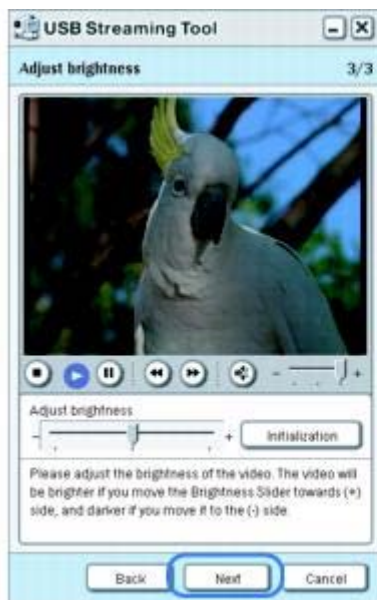 USB Streaming Tool
Adjust brightness 3/3
- +
Adjust brightness
- + Initialization
Please adjust the brightness of the video. The video will
be brighter if you move the Brightness Slider towards (+)
side, and darker if you move it to the (-) side.
Back Next Cancel